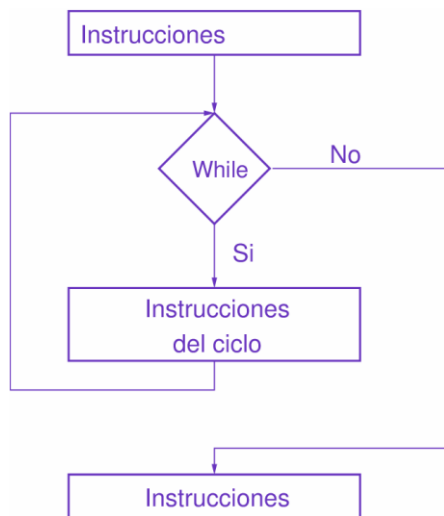 Instrucciones
While
No
Si
Instrucciones
del ciclo
Instrucciones